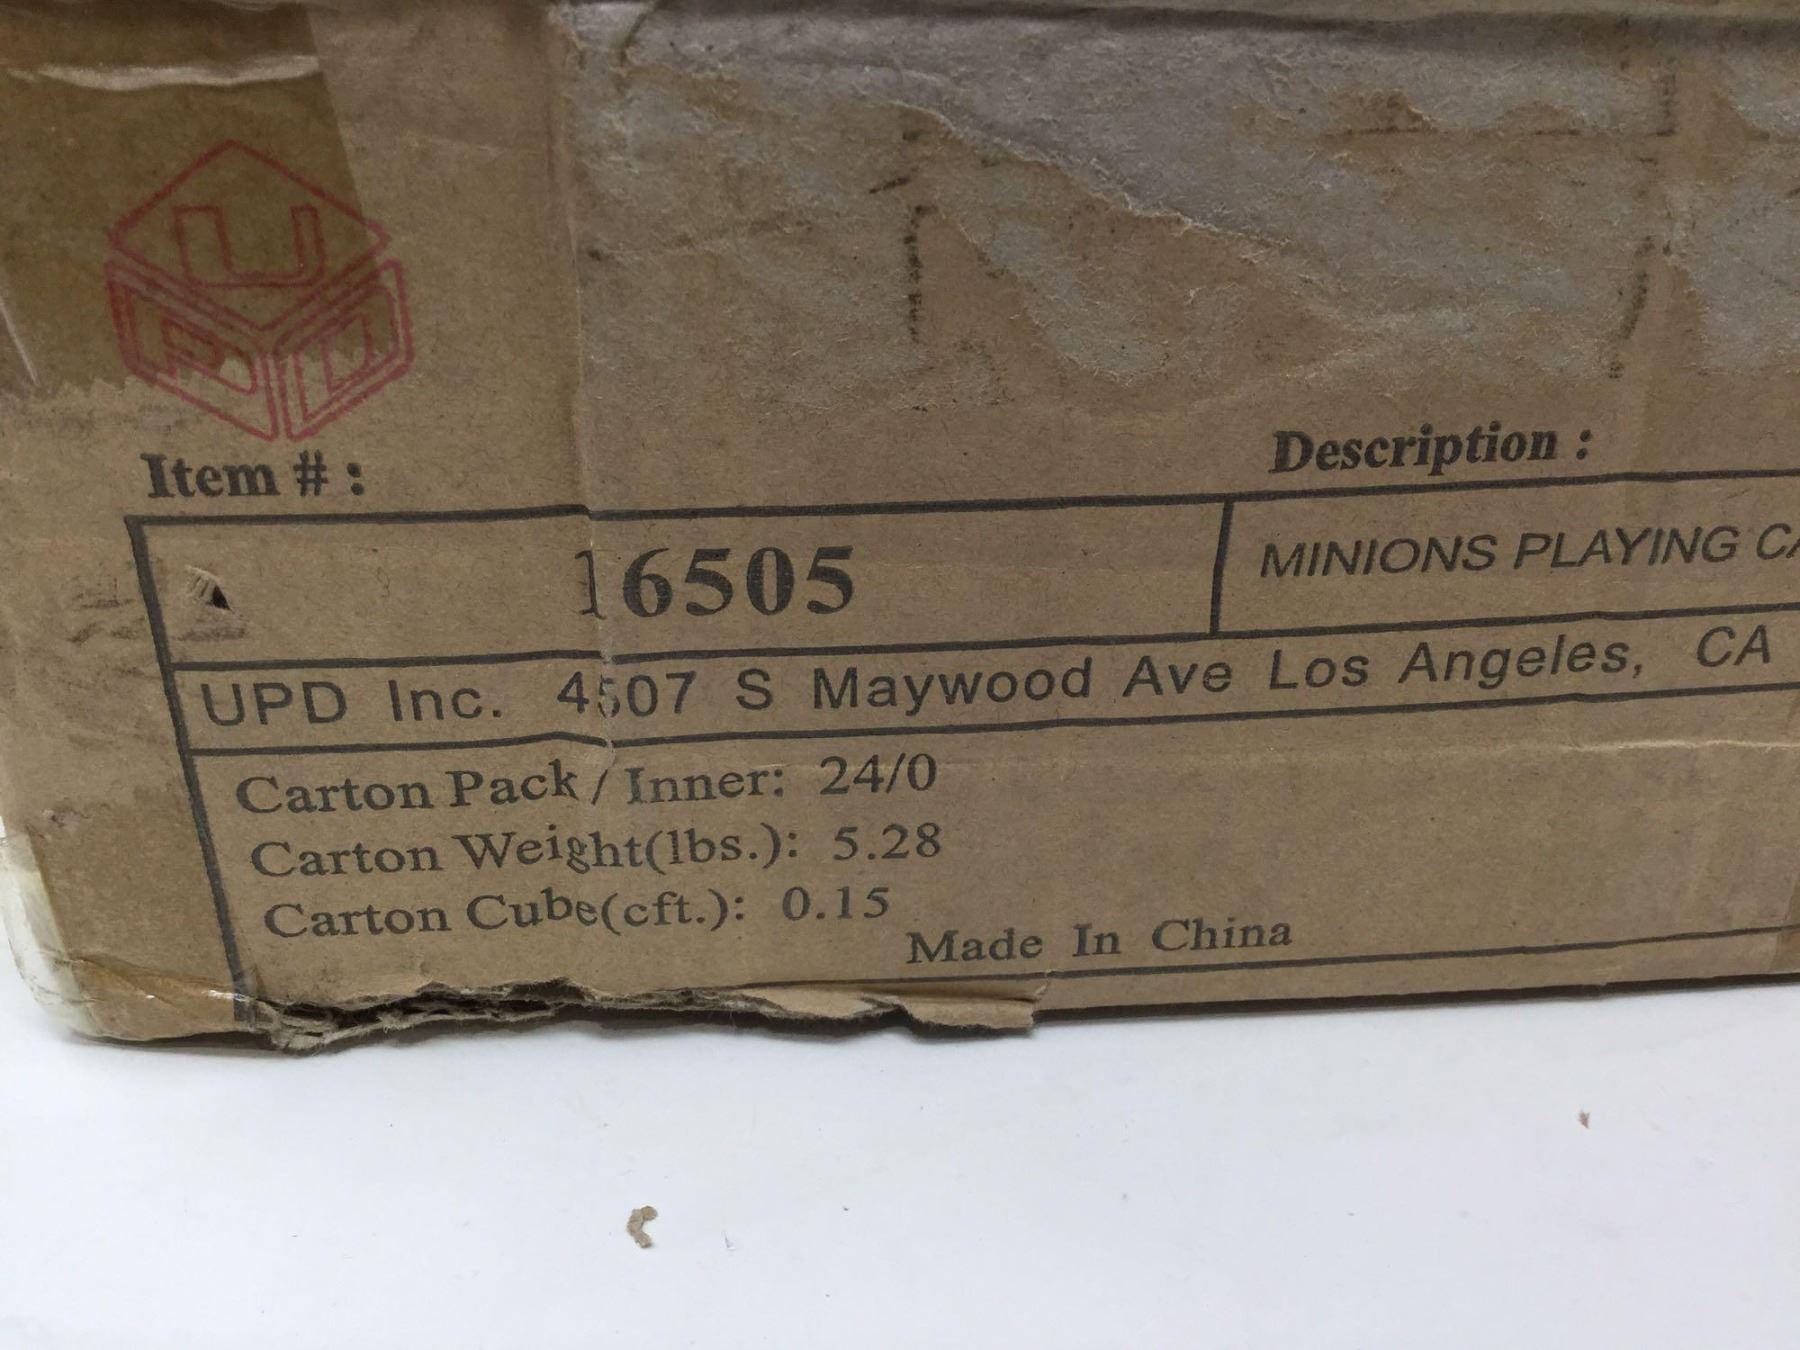 U
P D
Item # :
Description :
16505
MINIONS PLAYING CA
UPD Inc. 4507 S Maywood Ave Los Angeles, CA
Carton Pack / Inner: 24/0
Carton Weight(lbs.): 5.28
Carton Cube(cft.): 0.15
Made In China